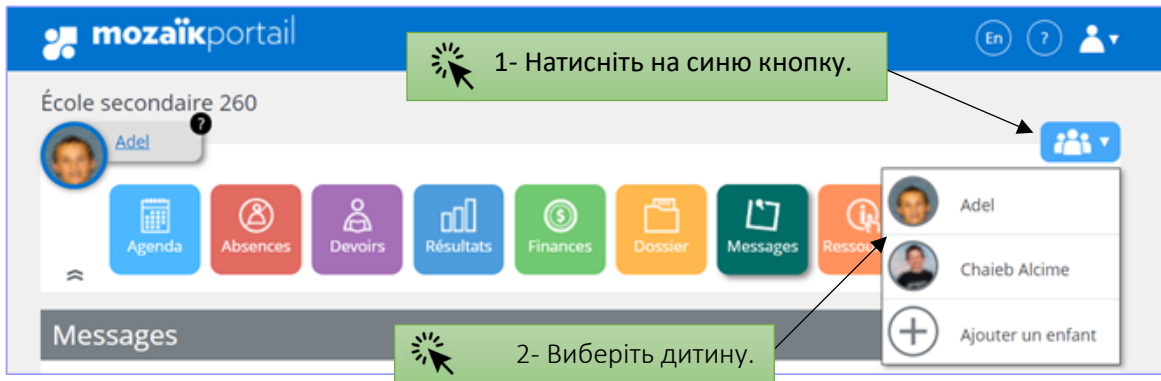 mozaïkportail
En ?
1- Натисніть на синю кнопку.
École secondaire 260
Adel
?
Agenda
Absences
Devoirs
Résultats
Finances
Dossier
Messages
Adel
Chaieb Alcime
Ajouter un enfant
Messages
2- Виберіть дитину.